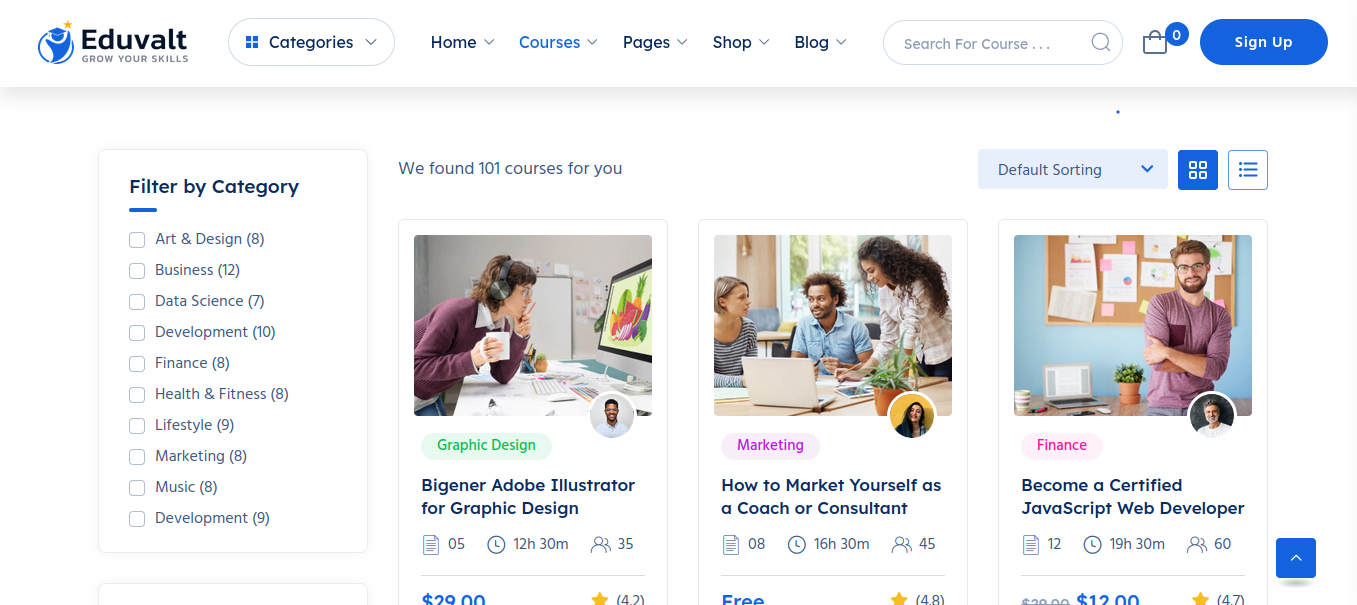 Eduvalt
GROW YOUR SKILLS
Categories
Home
Courses
Pages
Shop
Blog
Search For Course . . .
0
Sign Up
Filter by Category
Art & Design (8)
Business (12)
Data Science (7)
Development (10)
Finance (8)
Health & Fitness (8)
Lifestyle (9)
Marketing (8)
Music (8)
Development (9)
We found 101 courses for you
Default Sorting
Graphic Design
Bigener Adobe Illustrator
for Graphic Design
05
12h 30m
35
$29.00
(4.2)
Marketing
How to Market Yourself as
a Coach or Consultant
08
16h 30m
45
Free
(4.8)
Finance
Become a Certified
JavaScript Web Developer
12
19h 30m
60
$29.00 $12.00
(4.7)